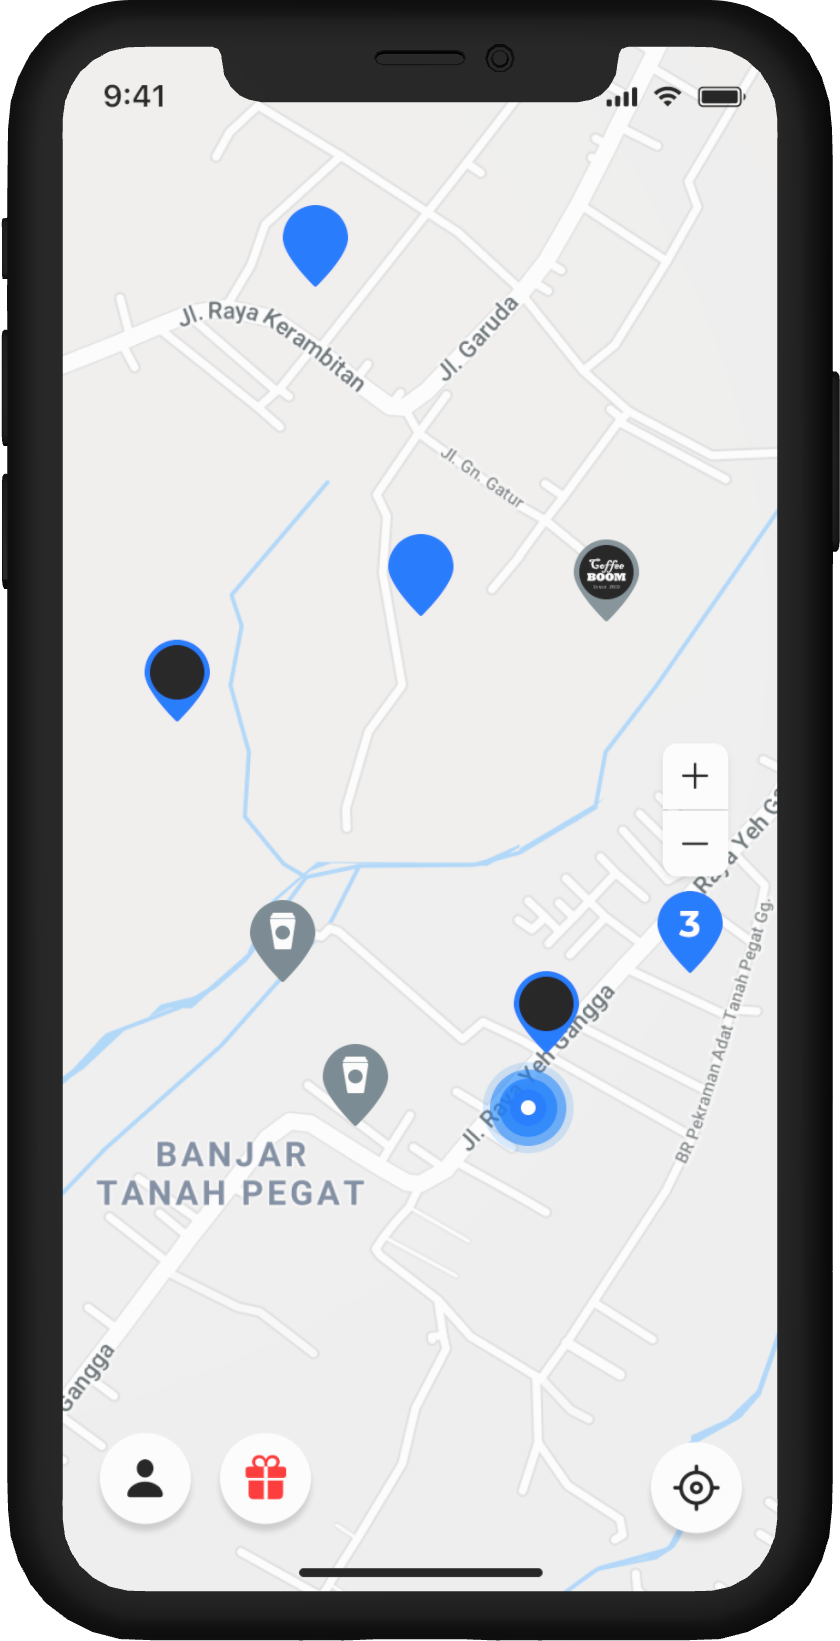 9:41
Jl. Raya Kerambitan
Jl. Garuda
Jl. Gn. Gatur
Coffee
BOOM
Since 2020
Raya Yeh Ga
3
BR Pekraman Adat Tanah Pegat Gg.
Jl. Raya Yeh Gangga
BANJAR
TANAH PEGAT
Gangga